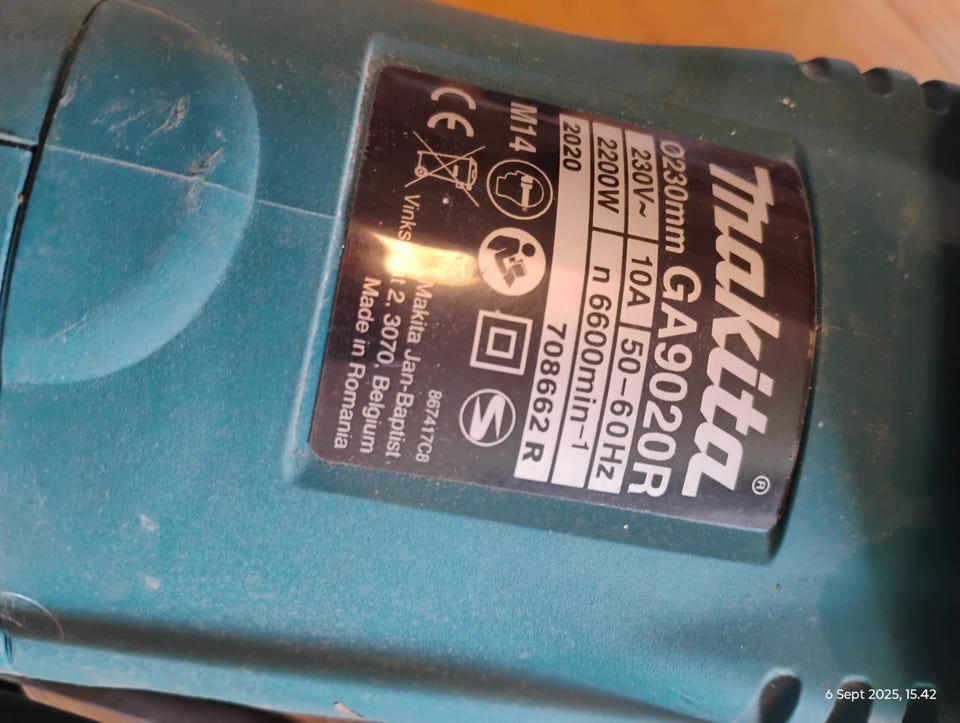 makita®
Ø230mm GA9020R
230V~ 10A 50-60Hz
2200W n 6600min⁻¹
2020 708662 R
M14
S
CE
867417C8
Makita Jan-Baptist
2, 3070, Belgium
Made in Romania
6 Sept 2025, 15.42